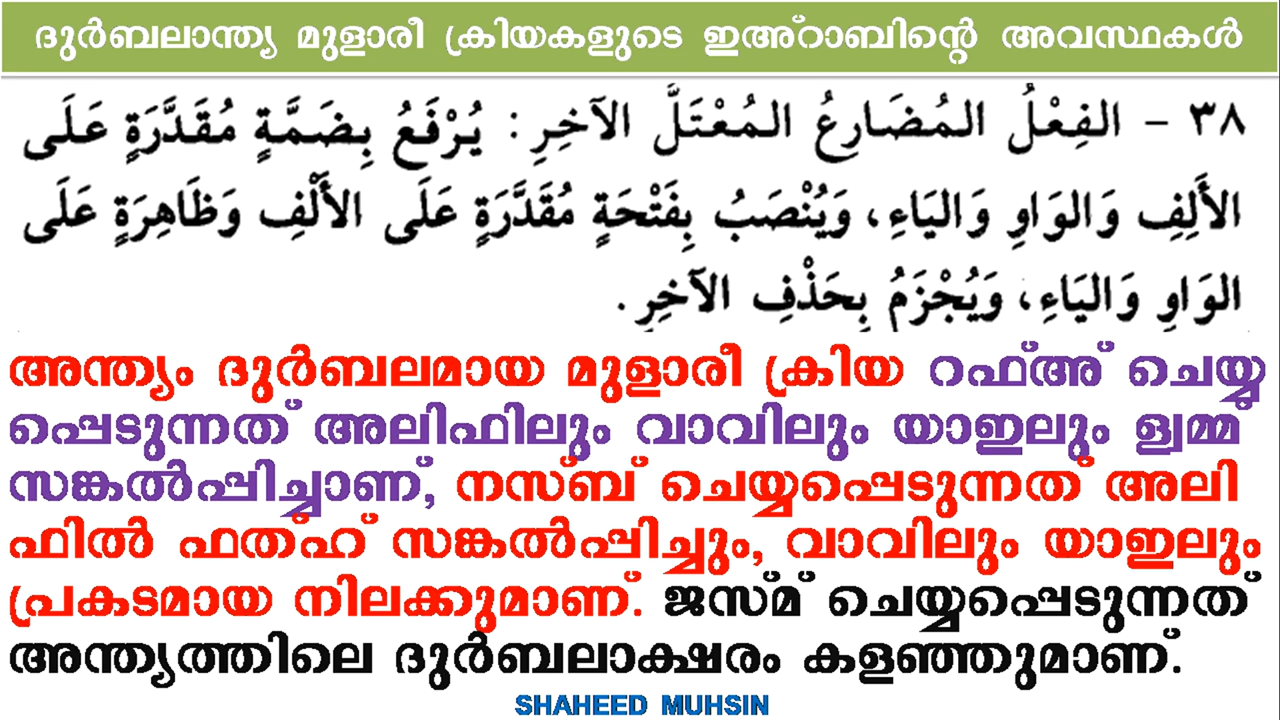 ദുർബലാന്ത്യ മുളാരീ ക്രിയകളുടെ ഇഅ്റാബിന്റെ അവസ്ഥകൾ
٣٨ - الفِعْلُ المُضَارِعُ المُعْتَلَّ الآخِرِ : يُرْفَعُ بِضَمَّةٍ مُقَدَّرَةٍ عَلَى
الأَلِفِ وَالوَاوِ وَاليَاءِ، وَيُنْصَبُ بِفَتْحَةٍ مُقَدَّرَةٍ عَلَى الأَلْفِ وَظَاهِرَةٍ عَلَى
الوَاوِ وَاليَاءِ، وَيُجْزَمُ بِحَذْفِ الآخِرِ.
അന്ത്യം ദുർബലമായ മുളാരീ ക്രിയ റഫ്അ് ചെയ്യ
പ്പെടുന്നത് അലിഫിലും വാവിലും യാഇലും ള്വമ്മ്
സങ്കൽപ്പിച്ചാണ്, നസ്ബ് ചെയ്യപ്പെടുന്നത് അലി
ഫിൽ ഫത്ഹ് സങ്കൽപ്പിച്ചും, വാവിലും യാഇലും
പ്രകടമായ നിലക്കുമാണ്. ജസ്മ് ചെയ്യപ്പെടുന്നത്
അന്ത്യത്തിലെ ദുർബലാക്ഷരം കളഞ്ഞുമാണ്.
SHAHEED MUHSIN